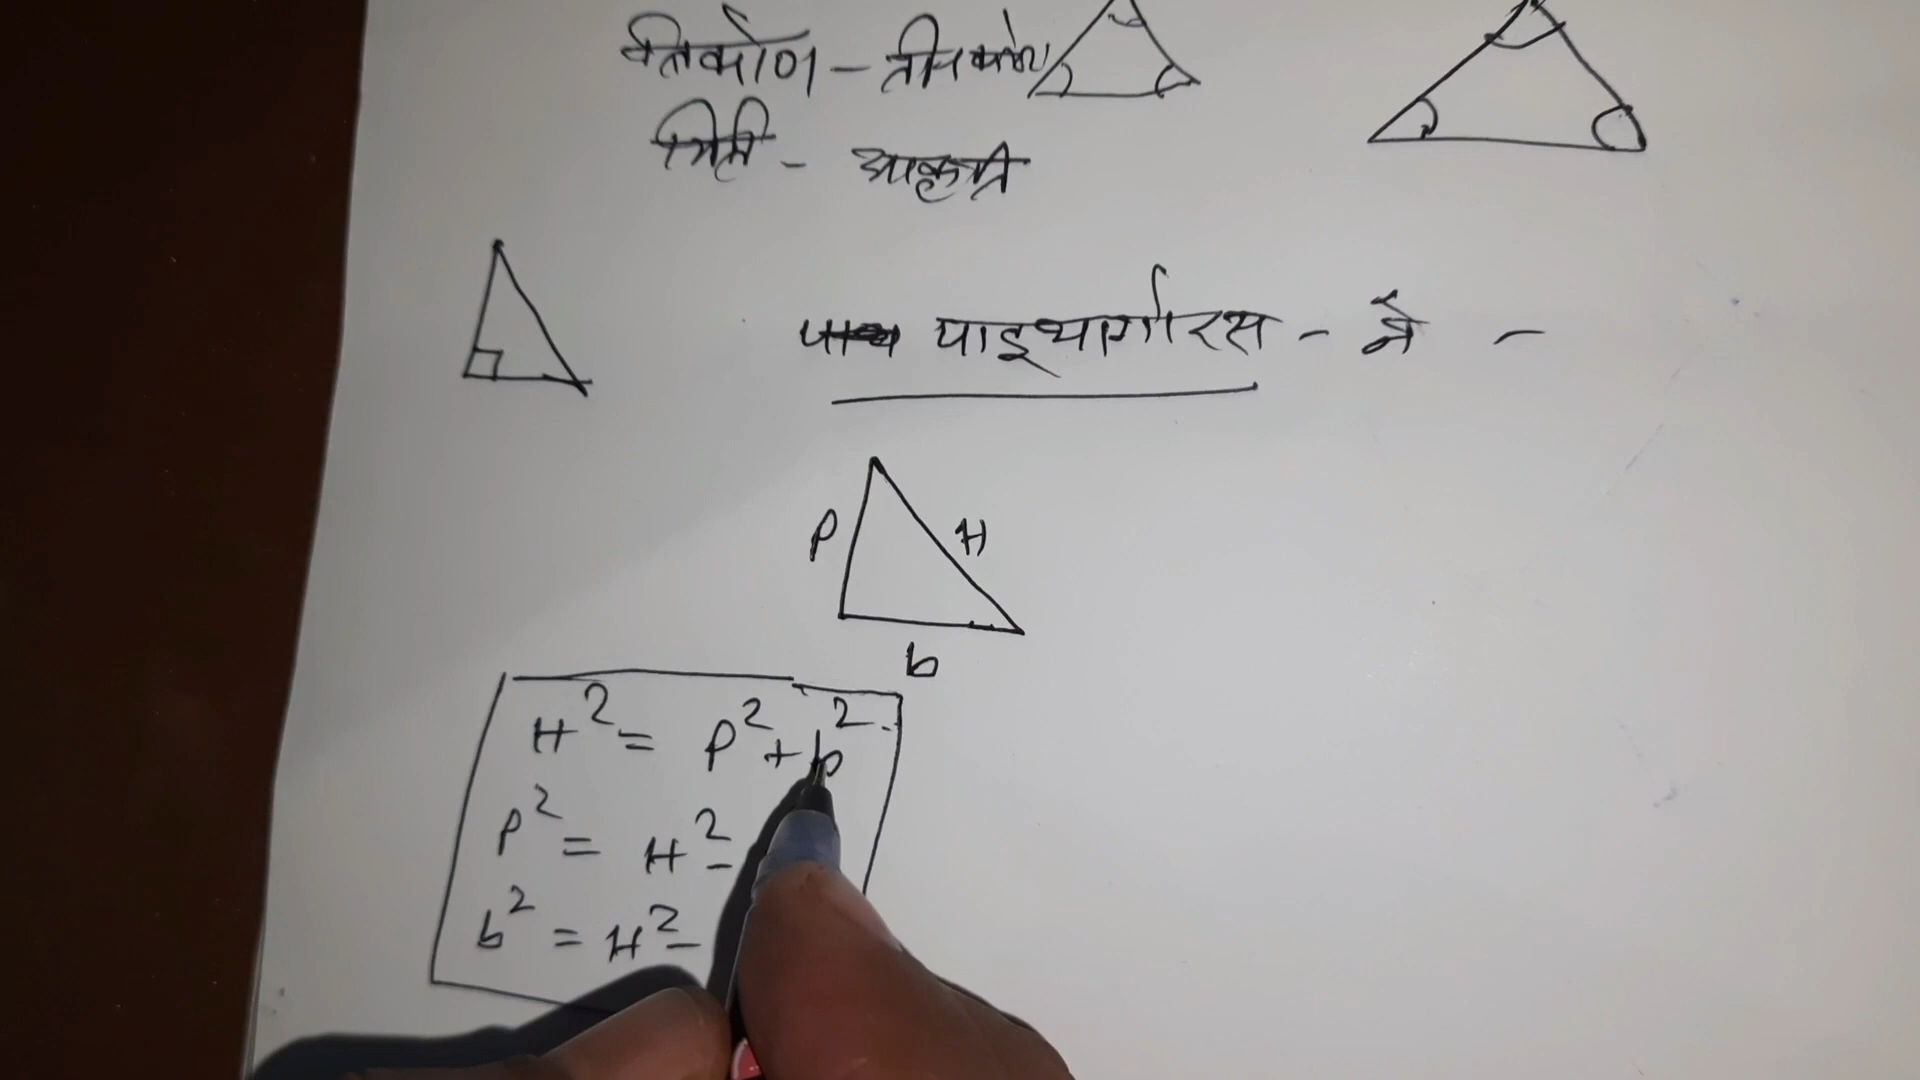 त्रिकोण - तीन कोण
मिति - आकृति
पाइथागोरस - ने -
P
H
b
H² = P² + b²
P² = H² -
b² = H² -